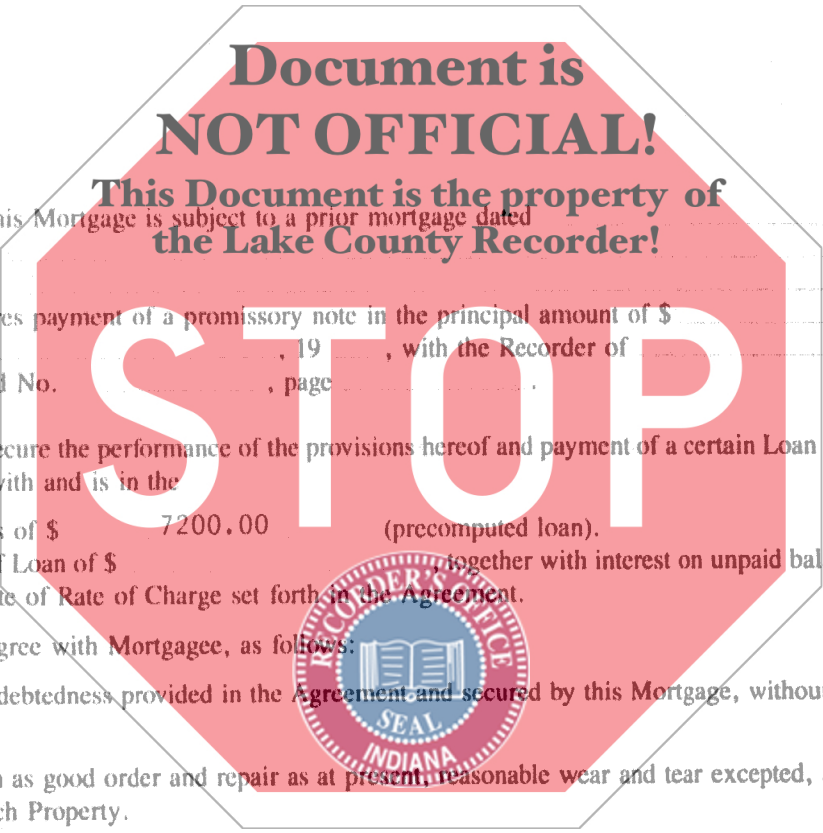 Document is
NOT OFFICIAL!
This Document is the property of
the Lake County Recorder!
STOP
is Mortgage is subject to a prior mortgage dated
es payment of a promissory note in the principal amount of $
, 19 , with the Recorder of
d No. , page .
ecure the performance of the provisions hereof and payment of a certain Loan
with and is in the
s of $ 7200.00 (precomputed loan).
f Loan of $ , together with interest on unpaid bal
te of Rate of Charge set forth in the Agreement.
gree with Mortgagee, as follows:
debtedness provided in the Agreement and secured by this Mortgage, withou
n as good order and repair as at present, reasonable wear and tear excepted,
ch Property.
RECORDER'S OFFICE
SEAL
INDIANA